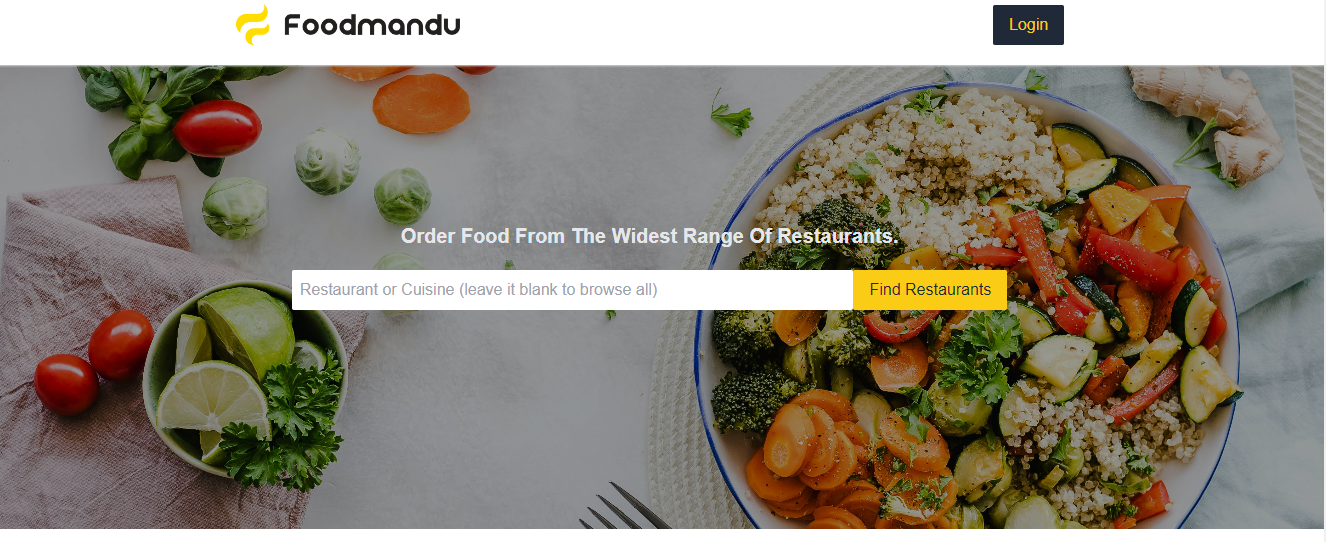 Foodmandu
Login
Order Food From The Widest Range Of Restaurants.
Restaurant or Cuisine (leave it blank to browse all)
Find Restaurants